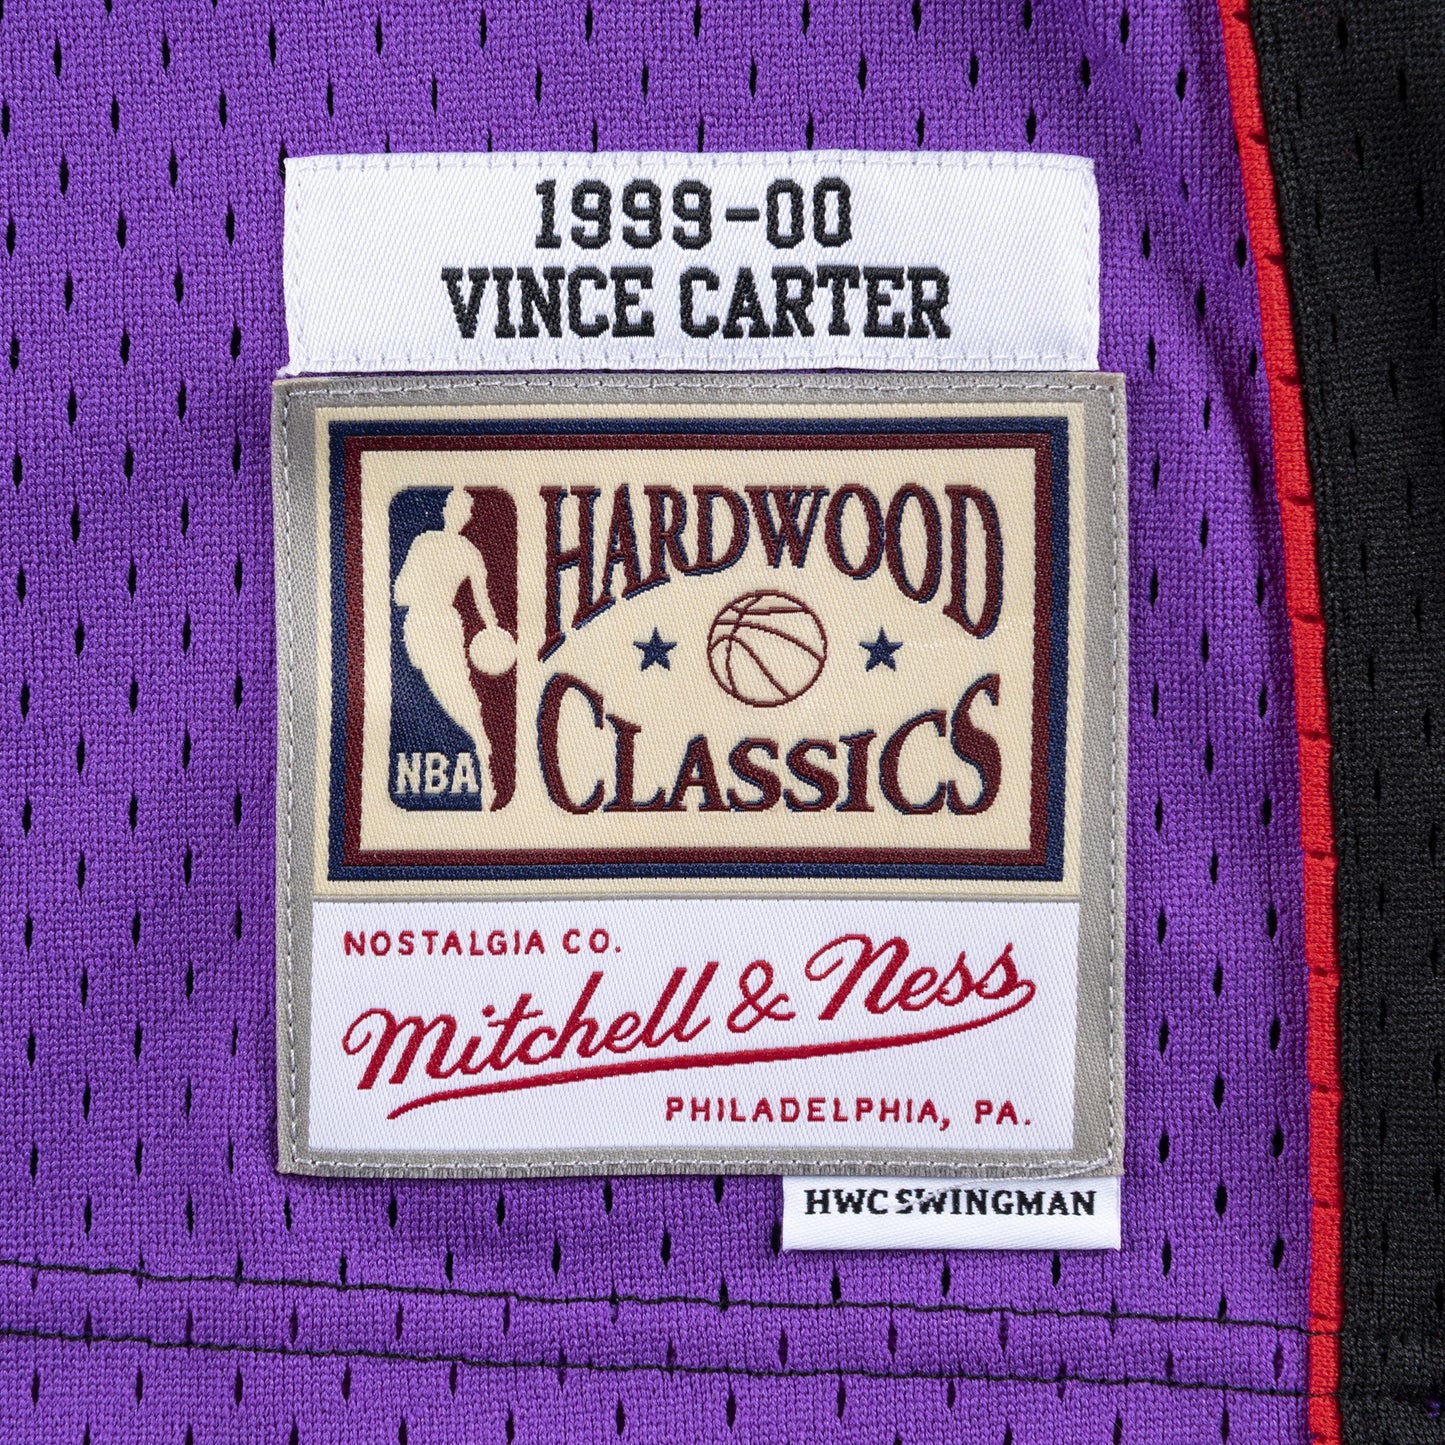 1999-00
VINCE CARTER
HARDWOOD
CLASSICS
NBA
NOSTALGIA CO.
Mitchell & Ness
PHILADELPHIA, PA.
HWC SWINGMAN